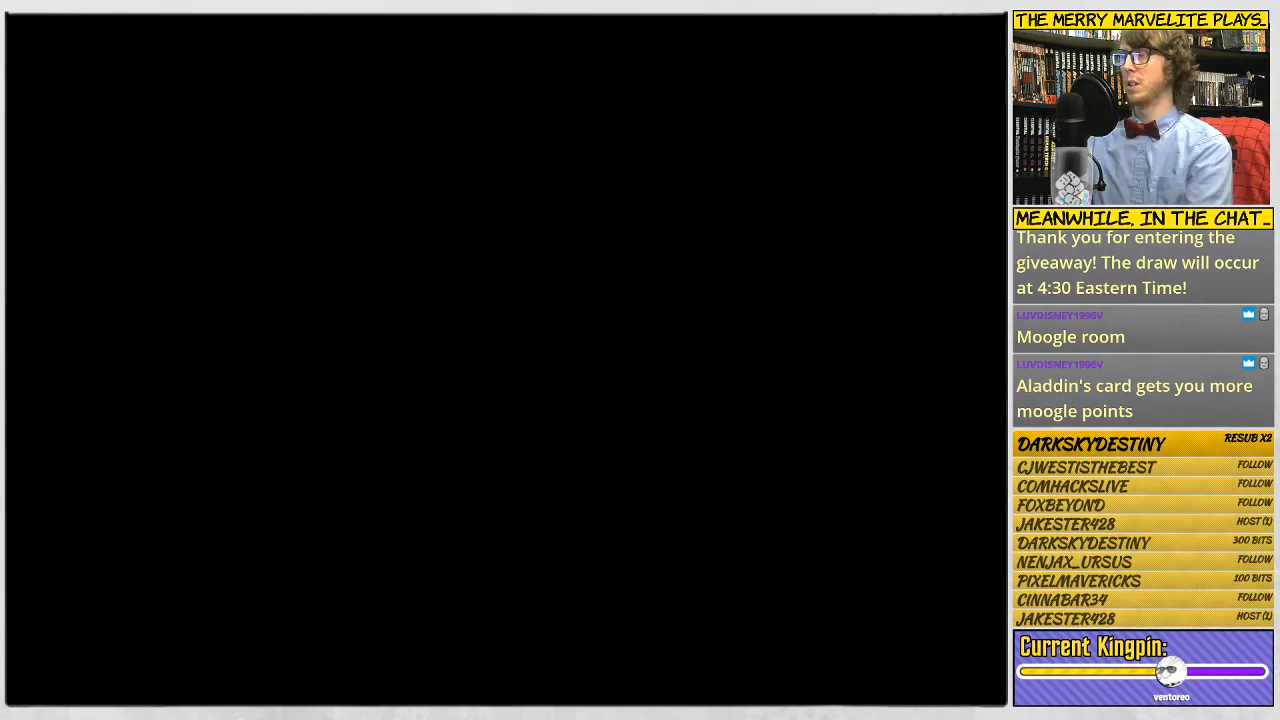 THE MERRY MARVELITE PLAYS...
MEANWHILE, IN THE CHAT...
Thank you for entering the
giveaway! The draw will occur
at 4:30 Eastern Time!
LUVDISNEY1996V
Moogle room
LUVDISNEY1996V
Aladdin's card gets you more
moogle points
DARKSKYDESTINY RESUB X2
CJWESTISTHEBEST FOLLOW
COMHACKSLIVE FOLLOW
FOXBEYOND FOLLOW
JAKESTER428 HOST (1)
DARKSKYDESTINY 300 BITS
NENJAX_URSUS FOLLOW
PIXELMAVERICKS 100 BITS
CINNABAR34 FOLLOW
JAKESTER428 HOST (1)
Current Kingpin:
ventoreo